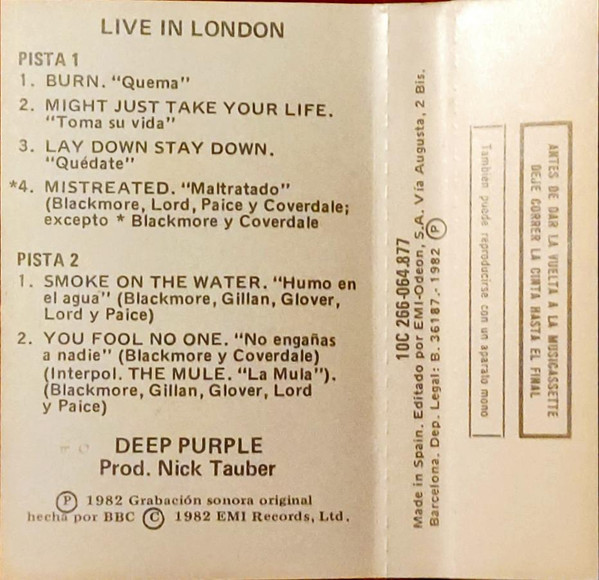 LIVE IN LONDON
PISTA 1
1. BURN. "Quema"
2. MIGHT JUST TAKE YOUR LIFE.
"Toma su vida"
3. LAY DOWN STAY DOWN.
"Quédate"
*4. MISTREATED. "Maltratado"
(Blackmore, Lord, Paice y Coverdale;
excepto * Blackmore y Coverdale
PISTA 2
1. SMOKE ON THE WATER. "Humo en
el agua" (Blackmore, Gillan, Glover,
Lord y Paice)
2. YOU FOOL NO ONE. "No engañas
a nadie" (Blackmore y Coverdale)
(Interpol. THE MULE. "La Mula").
(Blackmore, Gillan, Glover, Lord
y Paice)
DEEP PURPLE
Prod. Nick Tauber
Ⓟ 1982 Grabación sonora original
hecha por BBC Ⓒ 1982 EMI Records, Ltd.
10C 266-064.877
Made in Spain. Editado por EMI-Odeon, S.A. Vía Augusta, 2 Bis.
Barcelona. Dep. Legal: B. 36187.- 1982 Ⓟ
También puede reproducirse con un aparato mono
ANTES DE DAR LA VUELTA A LA MUSICASSETTE
DEJE CORRER LA CINTA HASTA EL FINAL